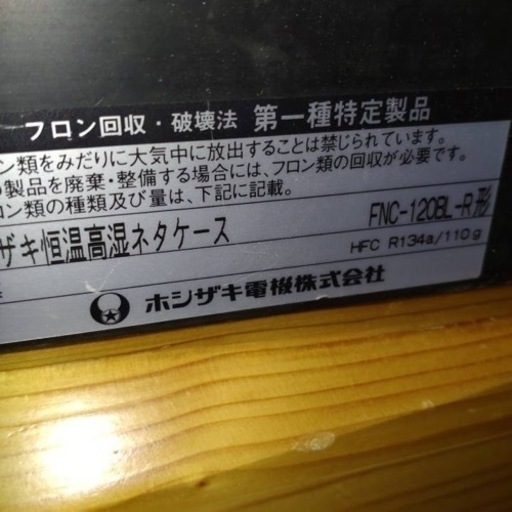 フロン回収・破壊法 第一種特定製品
ン類をみだりに大気中に放出することは禁じられています。
の製品を廃棄・整備する場合には、フロン類の回収が必要です。
ロン類の種類及び量は、下記に記載。
ザキ恒温高湿ネタケース FNC-120BL-R形
HFC R134a/110g
ホシザキ電機株式会社